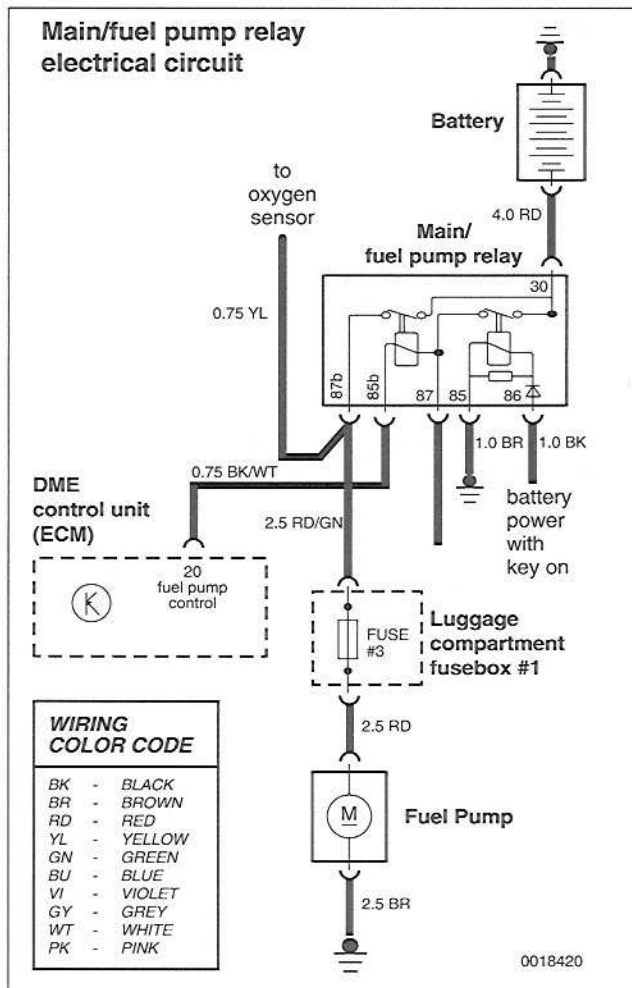 Main/fuel pump relay
electrical circuit
Battery
to
oxygen
sensor
4.0 RD
Main/
fuel pump relay
30
0.75 YL
87b
85b
87
85
86
1.0 BR
1.0 BK
0.75 BK/WT
DME
control unit
(ECM)
2.5 RD/GN
battery
power
with
key on
20
fuel pump
control
K
FUSE
#3
Luggage
compartment
fusebox #1
2.5 RD
WIRING
COLOR CODE
BK - BLACK
BR - BROWN
RD - RED
YL - YELLOW
GN - GREEN
BU - BLUE
VI - VIOLET
GY - GREY
WT - WHITE
PK - PINK
M
Fuel Pump
2.5 BR
0018420